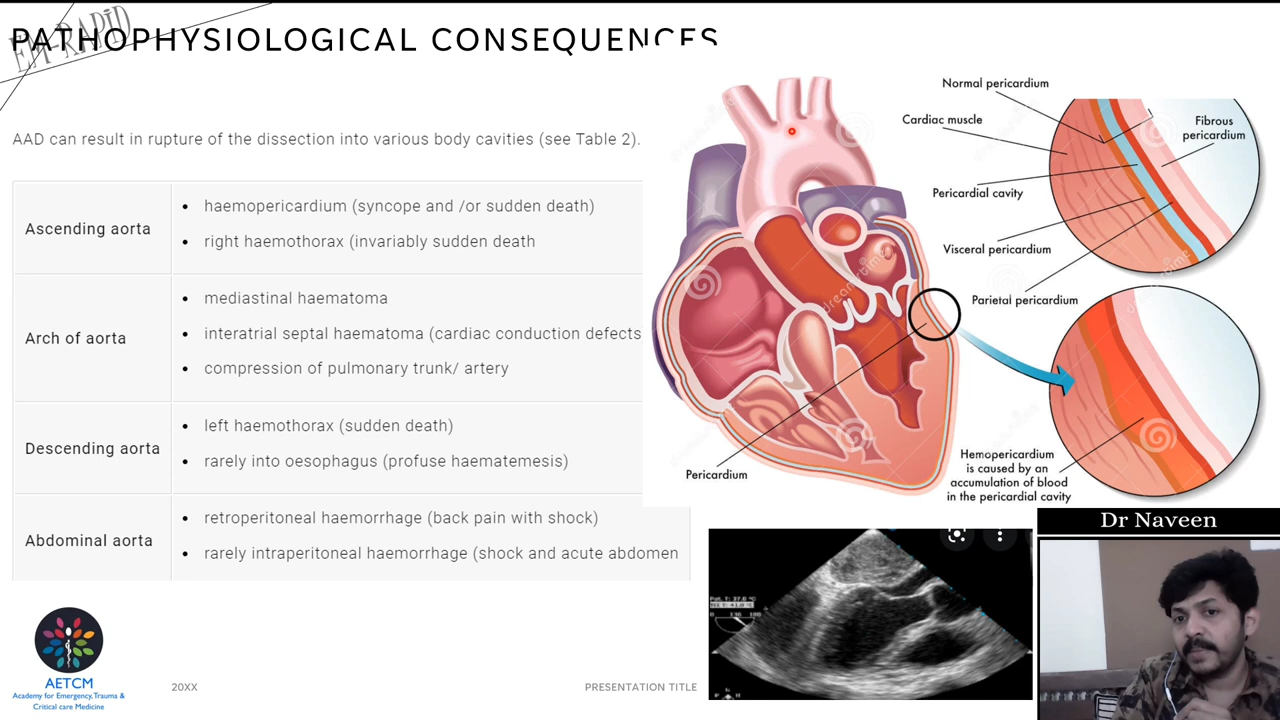 EM-RAPID
PATHOPHYSIOLOGICAL CONSEQUENCES
AAD can result in rupture of the dissection into various body cavities (see Table 2).
Ascending aorta
• haemopericardium (syncope and /or sudden death)
• right haemothorax (invariably sudden death
Arch of aorta
• mediastinal haematoma
• interatrial septal haematoma (cardiac conduction defects
• compression of pulmonary trunk/ artery
Descending aorta
• left haemothorax (sudden death)
• rarely into oesophagus (profuse haematemesis)
Abdominal aorta
• retroperitoneal haemorrhage (back pain with shock)
• rarely intraperitoneal haemorrhage (shock and acute abdomen
Normal pericardium
Cardiac muscle
Fibrous
pericardium
Pericardial cavity
Visceral pericardium
Parietal pericardium
Pericardium
Hemopericardium
is caused by an
accumulation of blood
in the pericardial cavity
dreamstime
Dr Naveen
AETCM
Academy for Emergency,Trauma &
Critical care Medicine
20XX
PRESENTATION TITLE